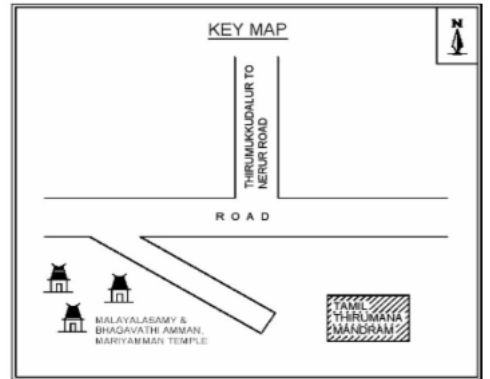 KEY MAP
N
THIRUMUKKUDALUR TO
NERUR ROAD
ROAD
MALAYALASAMY &
BHAGAVATHI AMMAN,
MARIYAMMAN TEMPLE
TAMIL
THIRUMANA
MANDRAM